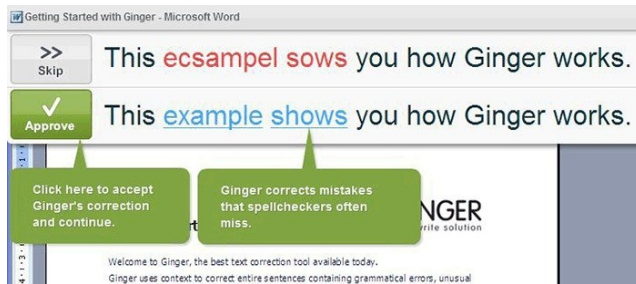 Getting Started with Ginger - Microsoft Word
>>
Skip
This ecsampel sows you how Ginger works.
Approve
This example shows you how Ginger works.
Click here to accept
Ginger's correction
and continue.
Ginger corrects mistakes
that spellcheckers often
miss.
NGER
write solution
Welcome to Ginger, the best text correction tool available today.
Ginger uses context to correct entire sentences containing grammatical errors, unusual